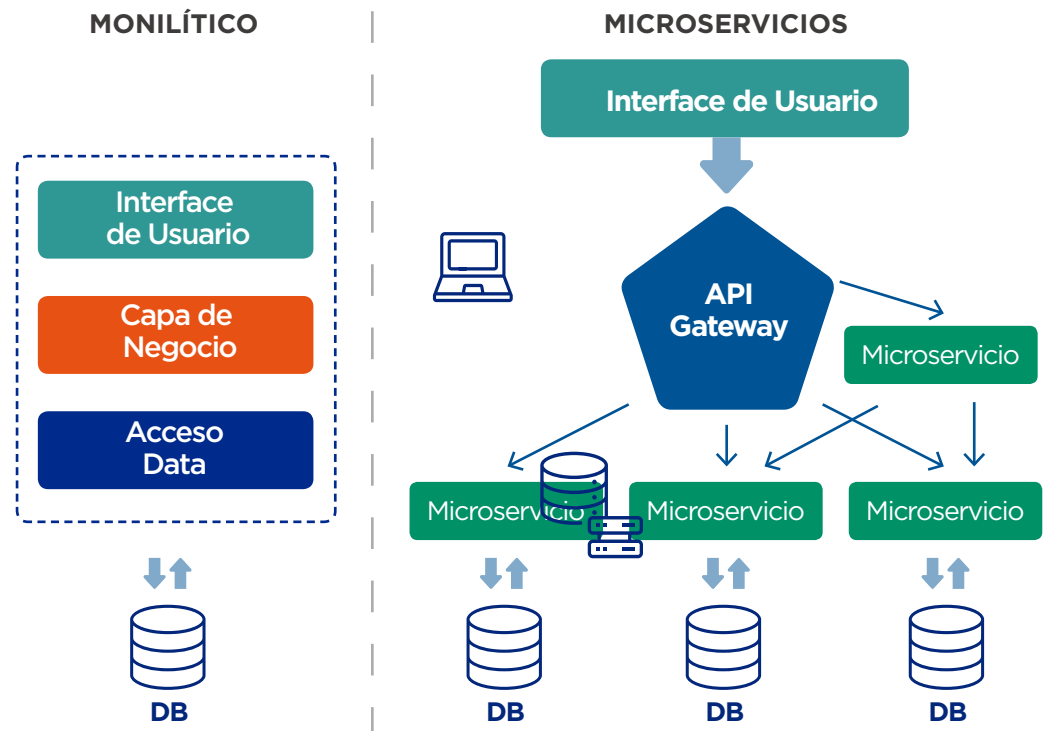 MONILÍTICO
Interface
de Usuario
Capa de
Negocio
Acceso
Data
DB
MICROSERVICIOS
Interface de Usuario
API
Gateway
Microservicio
Microservicio
Microservicio
Microservicio
DB
DB
DB